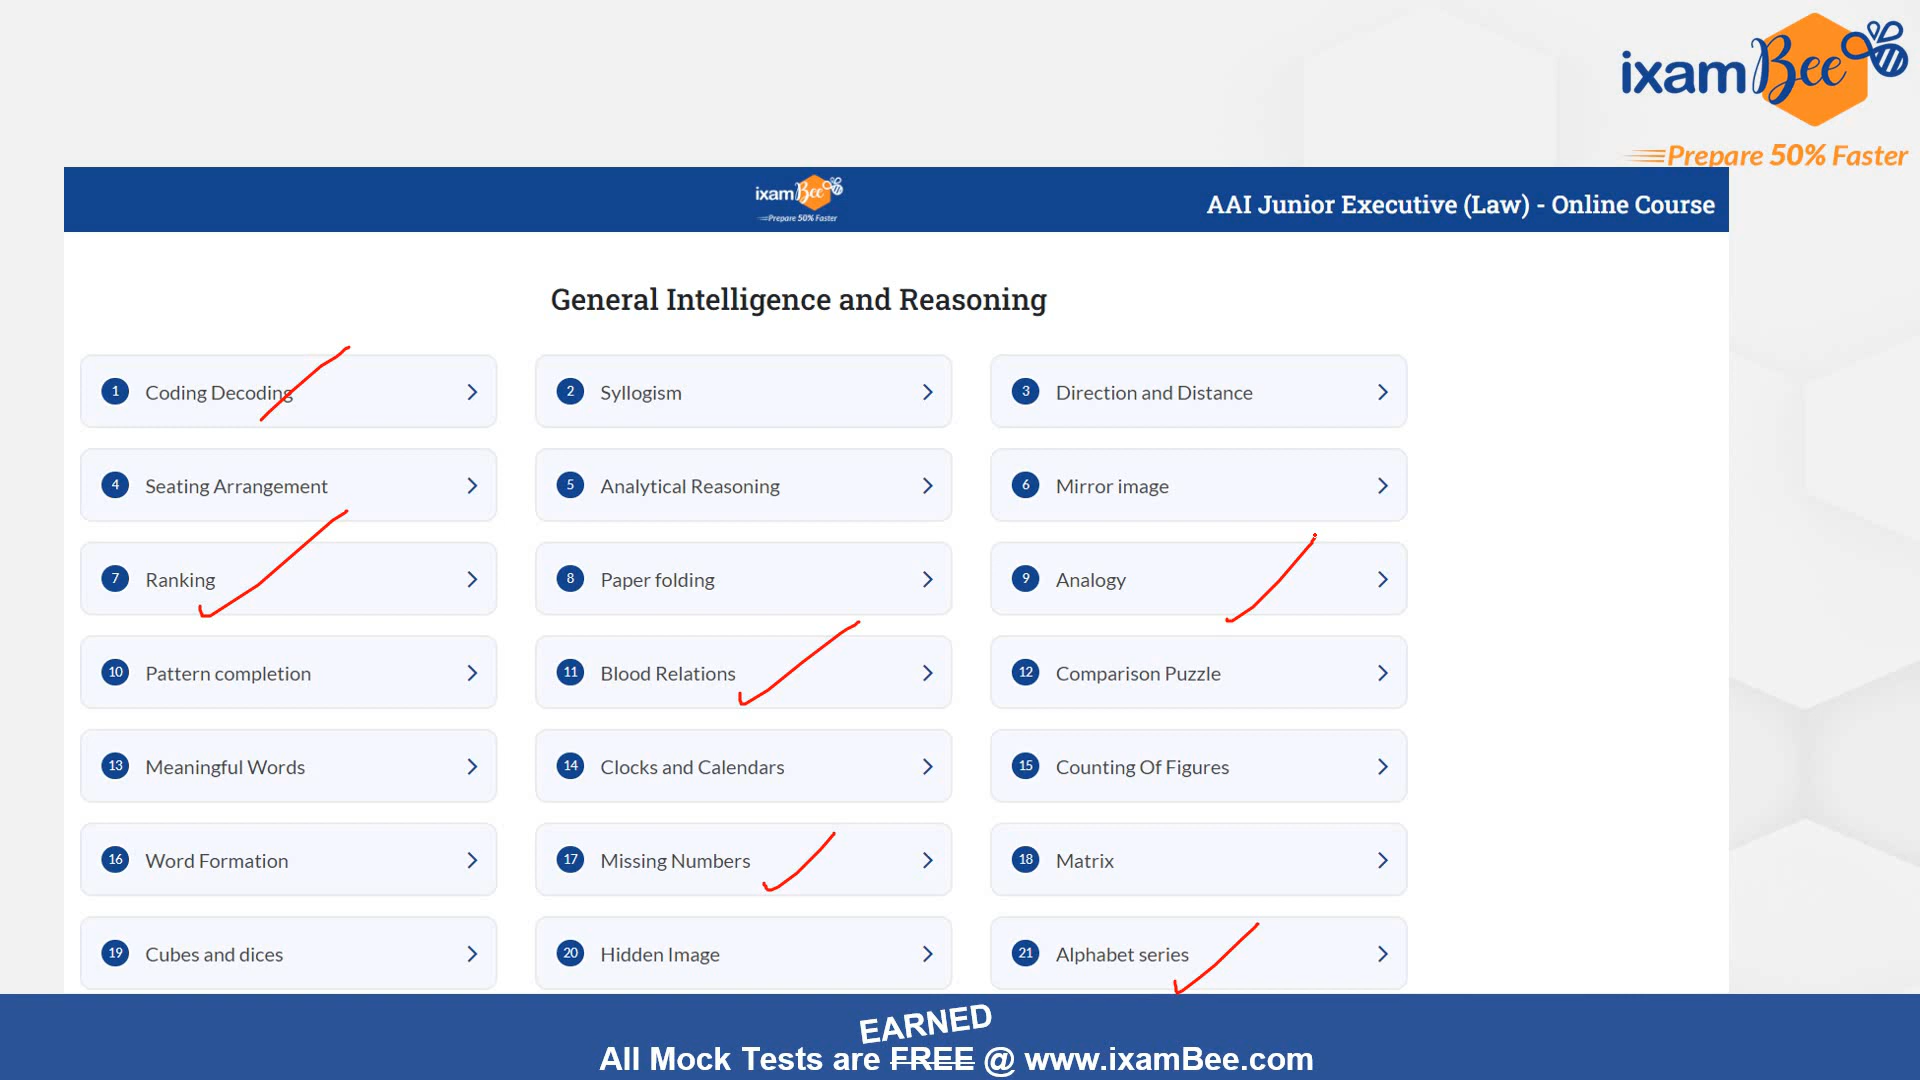 ixamBee
Prepare 50% Faster
ixamBee
Prepare 50% Faster
AAI Junior Executive (Law) - Online Course
General Intelligence and Reasoning
1 Coding Decoding
2 Syllogism
3 Direction and Distance
4 Seating Arrangement
5 Analytical Reasoning
6 Mirror image
7 Ranking
8 Paper folding
9 Analogy
10 Pattern completion
11 Blood Relations
12 Comparison Puzzle
13 Meaningful Words
14 Clocks and Calendars
15 Counting Of Figures
16 Word Formation
17 Missing Numbers
18 Matrix
19 Cubes and dices
20 Hidden Image
21 Alphabet series
EARNED
All Mock Tests are FREE @ www.ixamBee.com